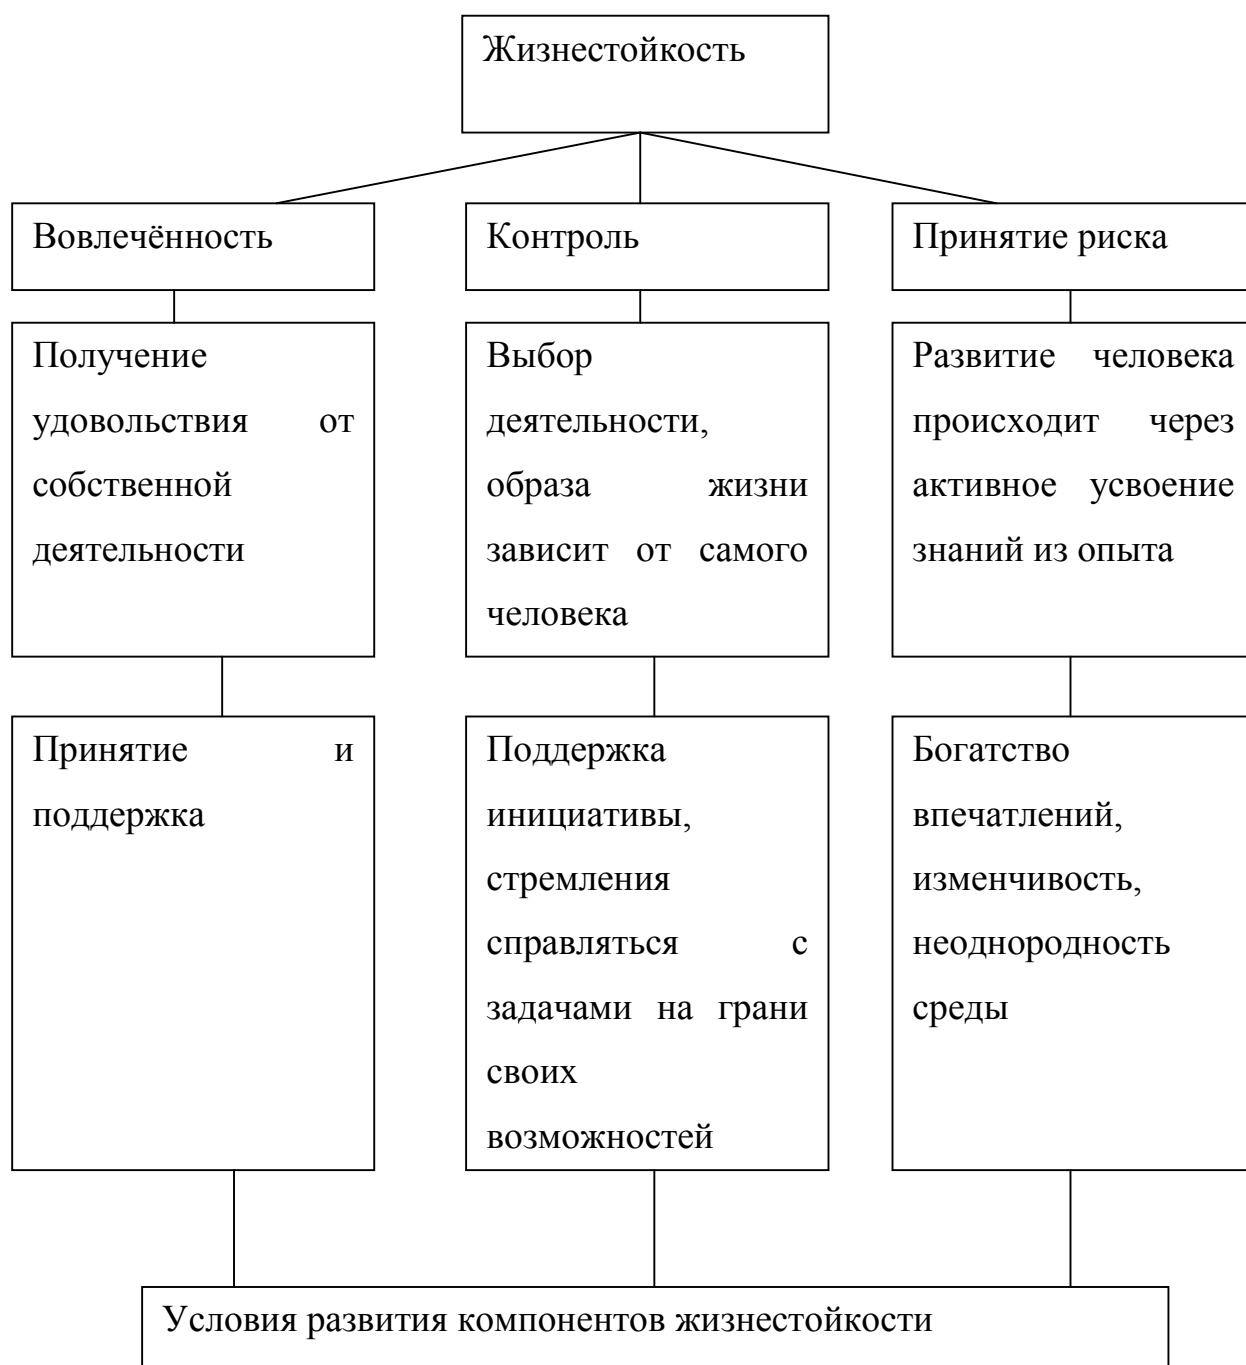 Жизнестойкость
Вовлечённость
Контроль
Принятие риска
Получение
удовольствия от
собственной
деятельности
Выбор
деятельности,
образа жизни
зависит от самого
человека
Развитие человека
происходит через
активное усвоение
знаний из опыта
Принятие и
поддержка
Поддержка
инициативы,
стремления
справляться с
задачами на грани
своих
возможностей
Богатство
впечатлений,
изменчивость,
неоднородность
среды
Условия развития компонентов жизнестойкости